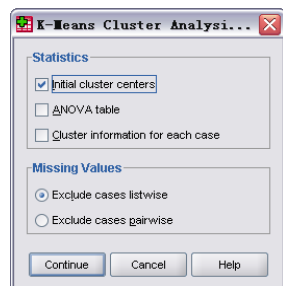 K-Means Cluster Analysi...
Statistics
Initial cluster centers
ANOVA table
Cluster information for each case
Missing Values
Exclude cases listwise
Exclude cases pairwise
Continue Cancel Help